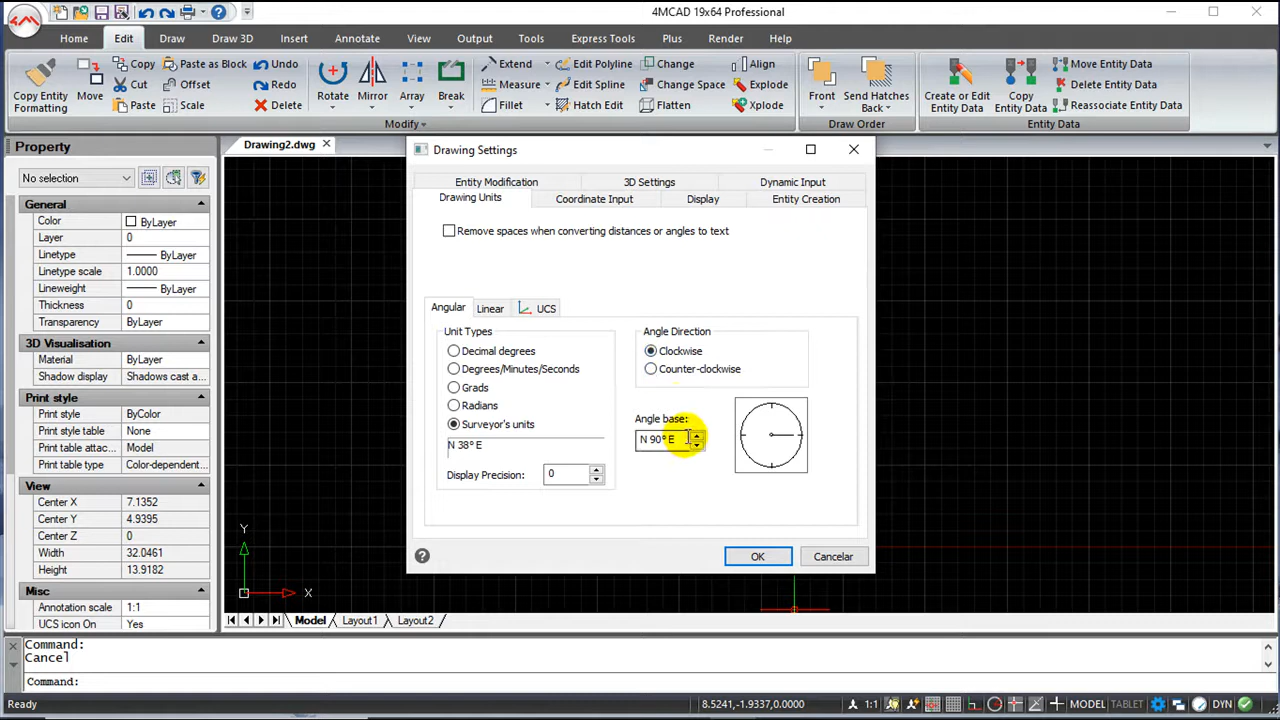 4MCAD 19x64 Professional
Home Edit Draw Draw 3D Insert Annotate View Output Tools Express Tools Plus Render Help
Copy Entity Formatting
Move
Copy
Cut
Paste
Paste as Block
Offset
Scale
Undo
Redo
Delete
Rotate
Mirror
Array
Break
Extend
Measure
Fillet
Edit Polyline
Edit Spline
Hatch Edit
Change
Change Space
Flatten
Align
Explode
Xplode
Front
Send Hatches Back
Create or Edit Entity Data
Copy Entity Data
Move Entity Data
Delete Entity Data
Reassociate Entity Data
Modify
Draw Order
Entity Data
Property
No selection
General
Color ByLayer
Layer 0
Linetype ByLayer
Linetype scale 1.0000
Lineweight ByLayer
Thickness 0
Transparency ByLayer
3D Visualisation
Material ByLayer
Shadow display Shadows cast a...
Print style
Print style ByColor
Print style table None
Print table attac... Model
Print table type Color-dependent...
View
Center X 7.1352
Center Y 4.9395
Center Z 0
Width 32.0461
Height 13.9182
Misc
Annotation scale 1:1
UCS icon On Yes
Drawing2.dwg
Drawing Settings
Entity Modification 3D Settings Dynamic Input
Drawing Units Coordinate Input Display Entity Creation
Remove spaces when converting distances or angles to text
Angular Linear UCS
Unit Types
Decimal degrees
Degrees/Minutes/Seconds
Grads
Radians
Surveyor's units
N 38° E
Display Precision: 0
Angle Direction
Clockwise
Counter-clockwise
Angle base:
N 90° E
OK Cancelar
Y
X
Model Layout1 Layout2
Command:
Cancel
Command:
Ready 8.5241,-1.9337,0.0000 1:1 MODEL TABLET DYN